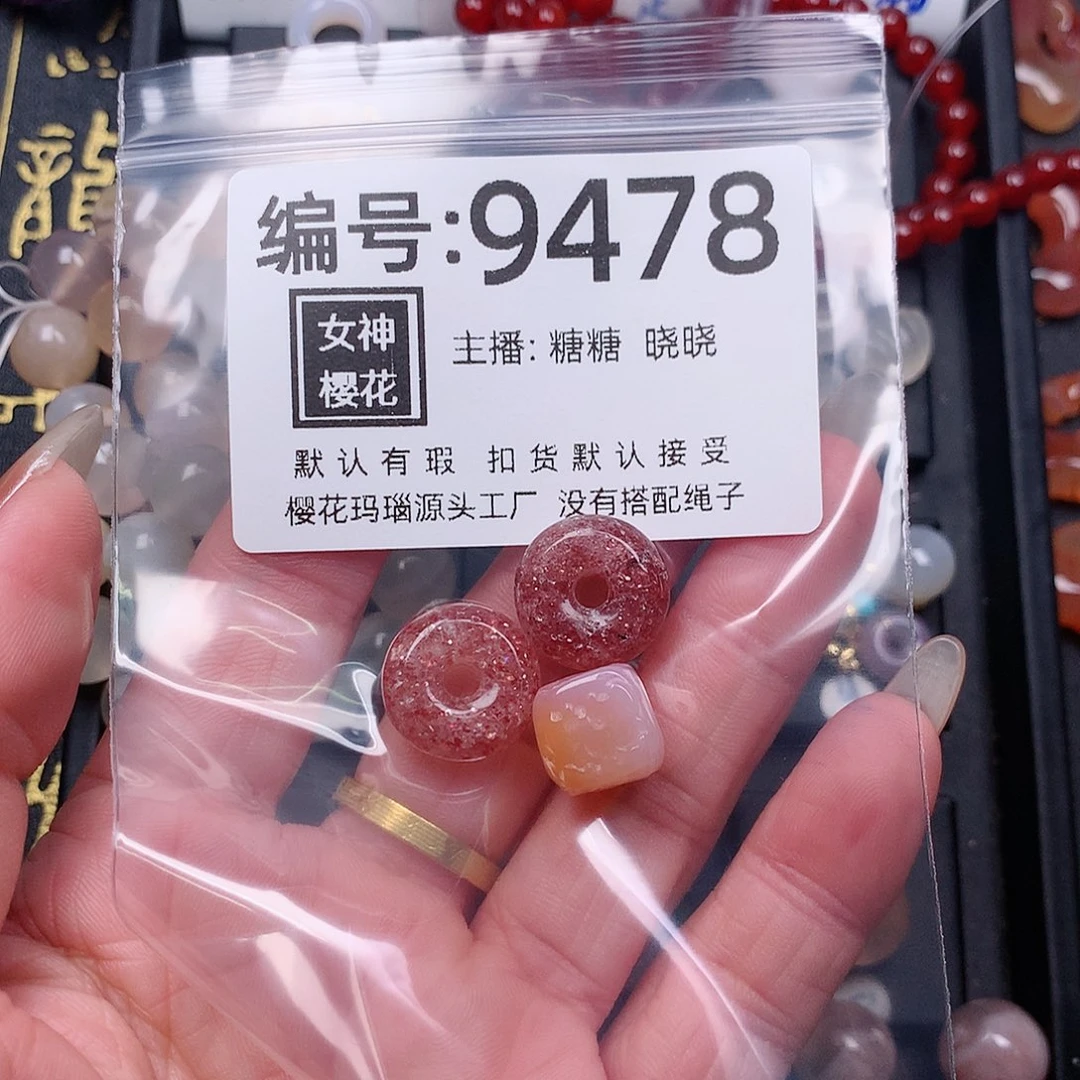 编号:9478
女神
樱花
主播: 糖糖 晓晓
默认有瑕 扣货默认接受
樱花玛瑙源头工厂 没有搭配绳子
龍